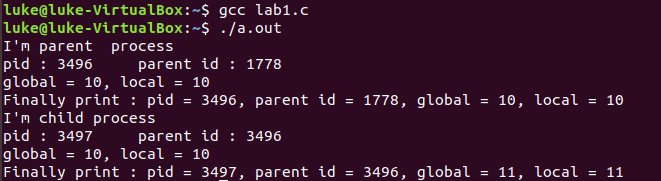 luke@luke-VirtualBox:~$ gcc lab1.c
luke@luke-VirtualBox:~$ ./a.out
I'm parent  process
pid : 3496     parent id : 1778
global = 10, local = 10
Finally print : pid = 3496, parent id = 1778, global = 10, local = 10
I'm child process
pid : 3497     parent id : 3496
global = 10, local = 10
Finally print : pid = 3497, parent id = 3496, global = 11, local = 11